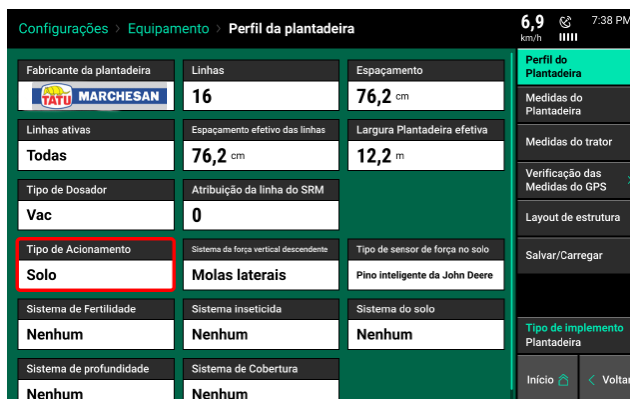 Configurações > Equipamento > Perfil da plantadeira
6,9 km/h 7:38 PM
Fabricante da plantadeira
TATU MARCHESAN
Linhas
16
Espaçamento
76,2 cm
Linhas ativas
Todas
Espaçamento efetivo das linhas
76,2 cm
Largura Plantadeira efetiva
12,2 m
Tipo de Dosador
Vac
Atribuição da linha do SRM
0
Tipo de Acionamento
Solo
Sistema da força vertical descendente
Molas laterais
Tipo de sensor de força no solo
Pino inteligente da John Deere
Sistema de Fertilidade
Nenhum
Sistema inseticida
Nenhum
Sistema do solo
Nenhum
Sistema de profundidade
Nenhum
Sistema de Cobertura
Nenhum
Perfil do
Plantadeira
Medidas do
Plantadeira
Medidas do trator
Verificação das
Medidas do GPS >
Layout de estrutura
Salvar/Carregar
Tipo de implemento
Plantadeira
Início
< Voltar